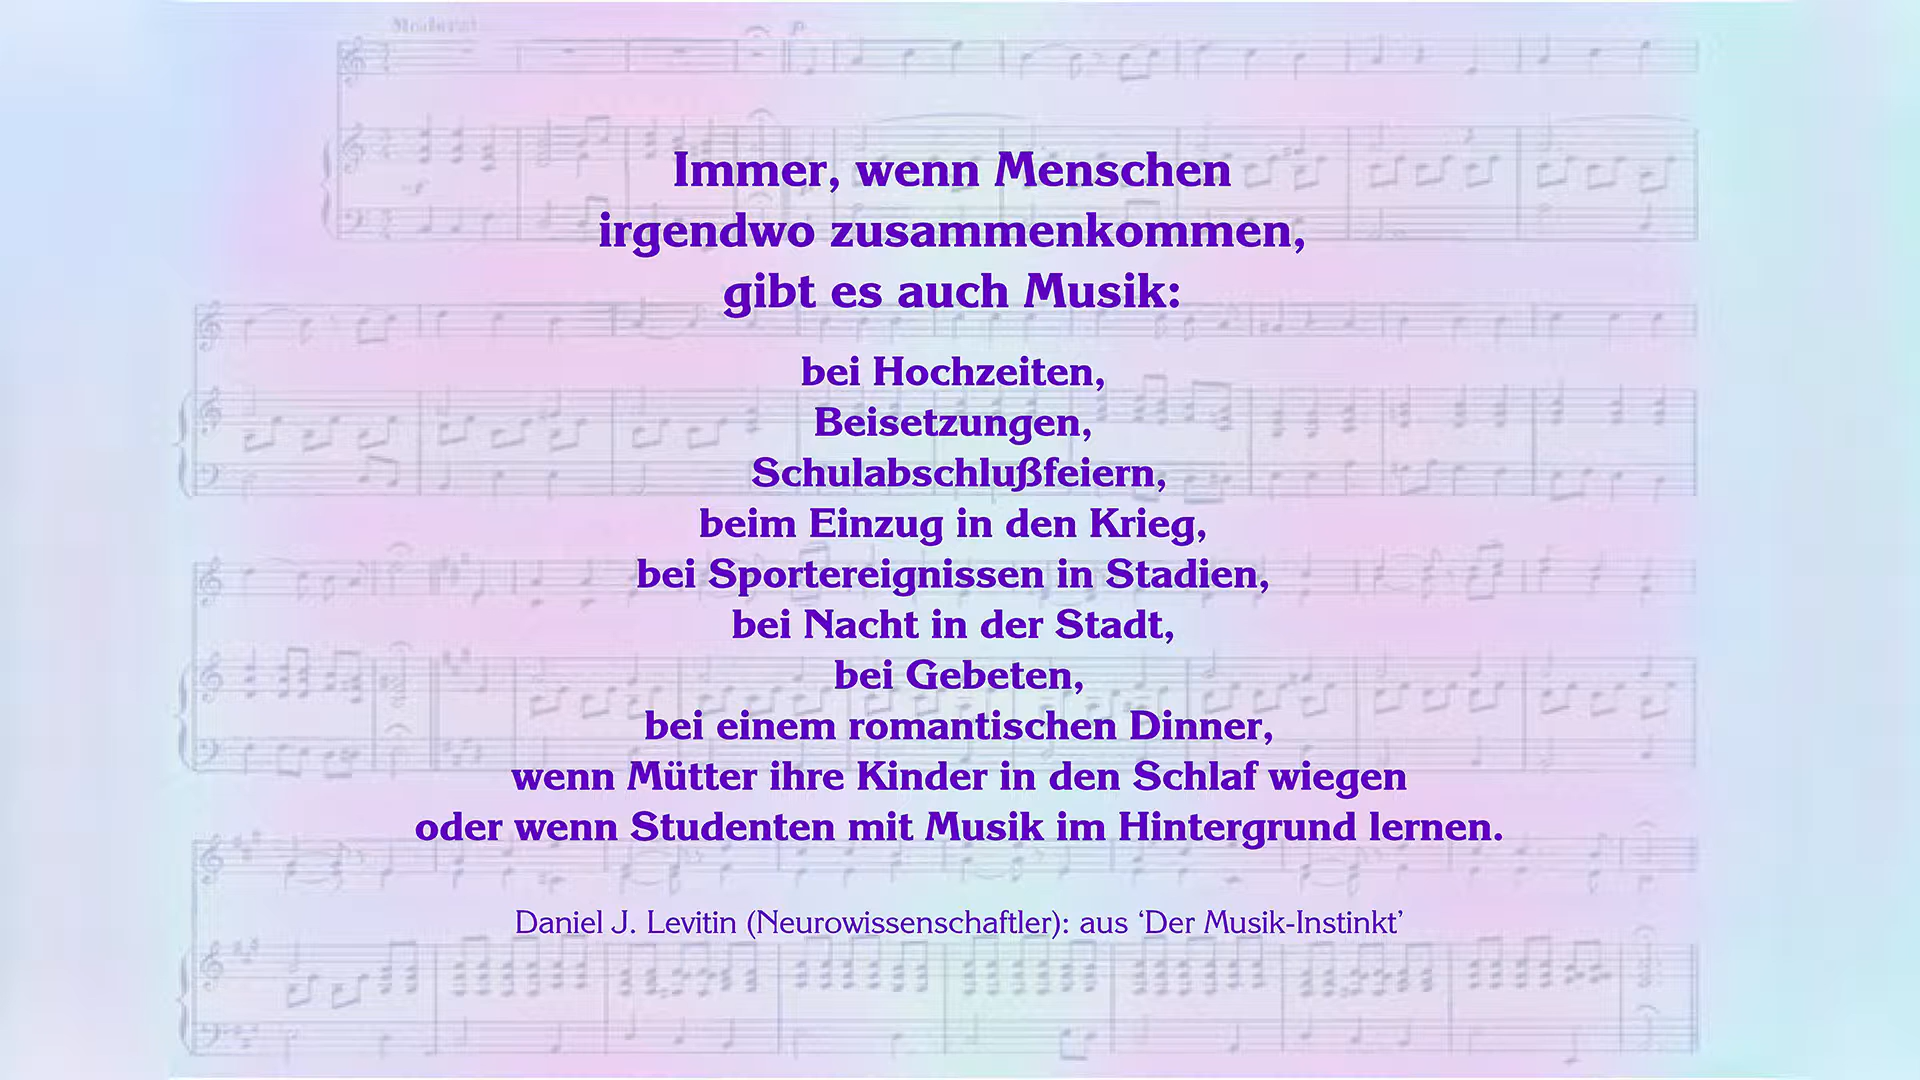 Moderat
Immer, wenn Menschen
irgendwo zusammenkommen,
gibt es auch Musik:
bei Hochzeiten,
Beisetzungen,
Schulabschlußfeiern,
beim Einzug in den Krieg,
bei Sportereignissen in Stadien,
bei Nacht in der Stadt,
bei Gebeten,
bei einem romantischen Dinner,
wenn Mütter ihre Kinder in den Schlaf wiegen
oder wenn Studenten mit Musik im Hintergrund lernen.
Daniel J. Levitin (Neurowissenschaftler): aus ‘Der Musik-Instinkt’